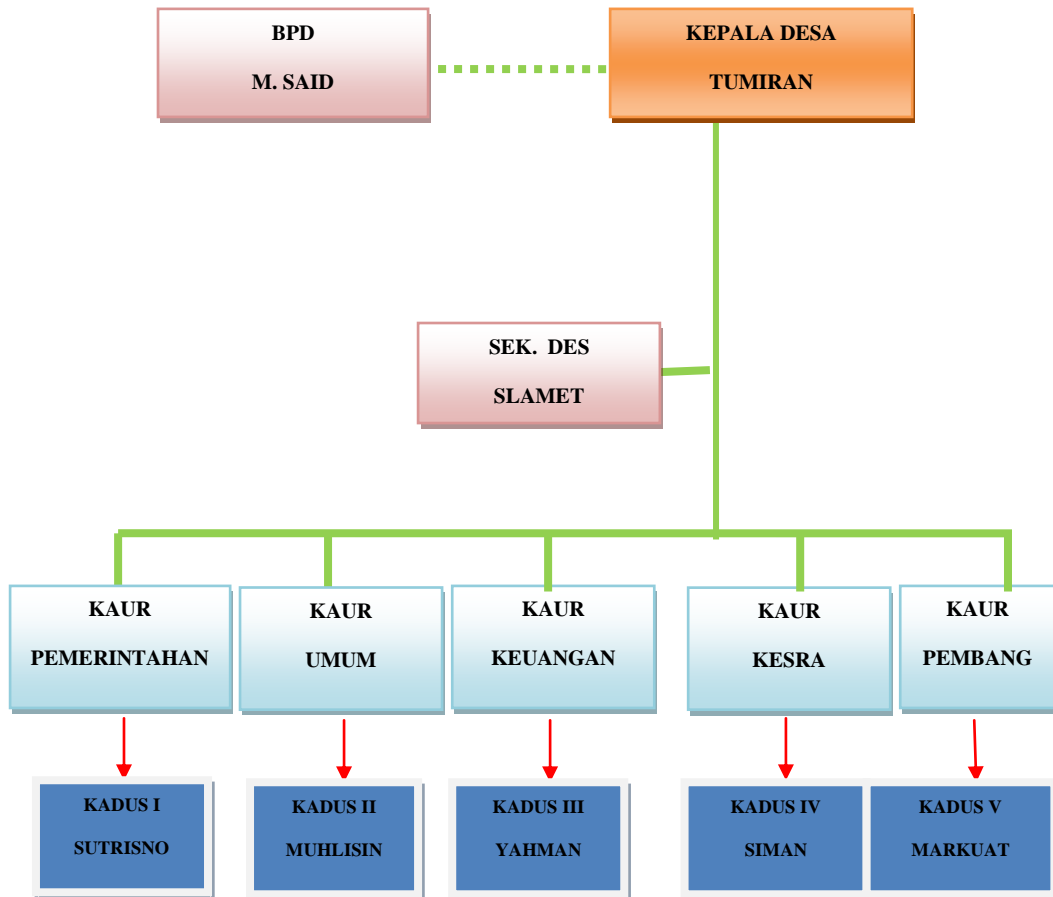 BPD
M. SAID
KEPALA DESA
TUMIRAN
SEK. DES
SLAMET
KAUR
PEMERINTAHAN
KAUR
UMUM
KAUR
KEUANGAN
KAUR
KESRA
KAUR
PEMBANG
KADUS I
SUTRISNO
KADUS II
MUHLISIN
KADUS III
YAHMAN
KADUS IV
SIMAN
KADUS V
MARKUAT